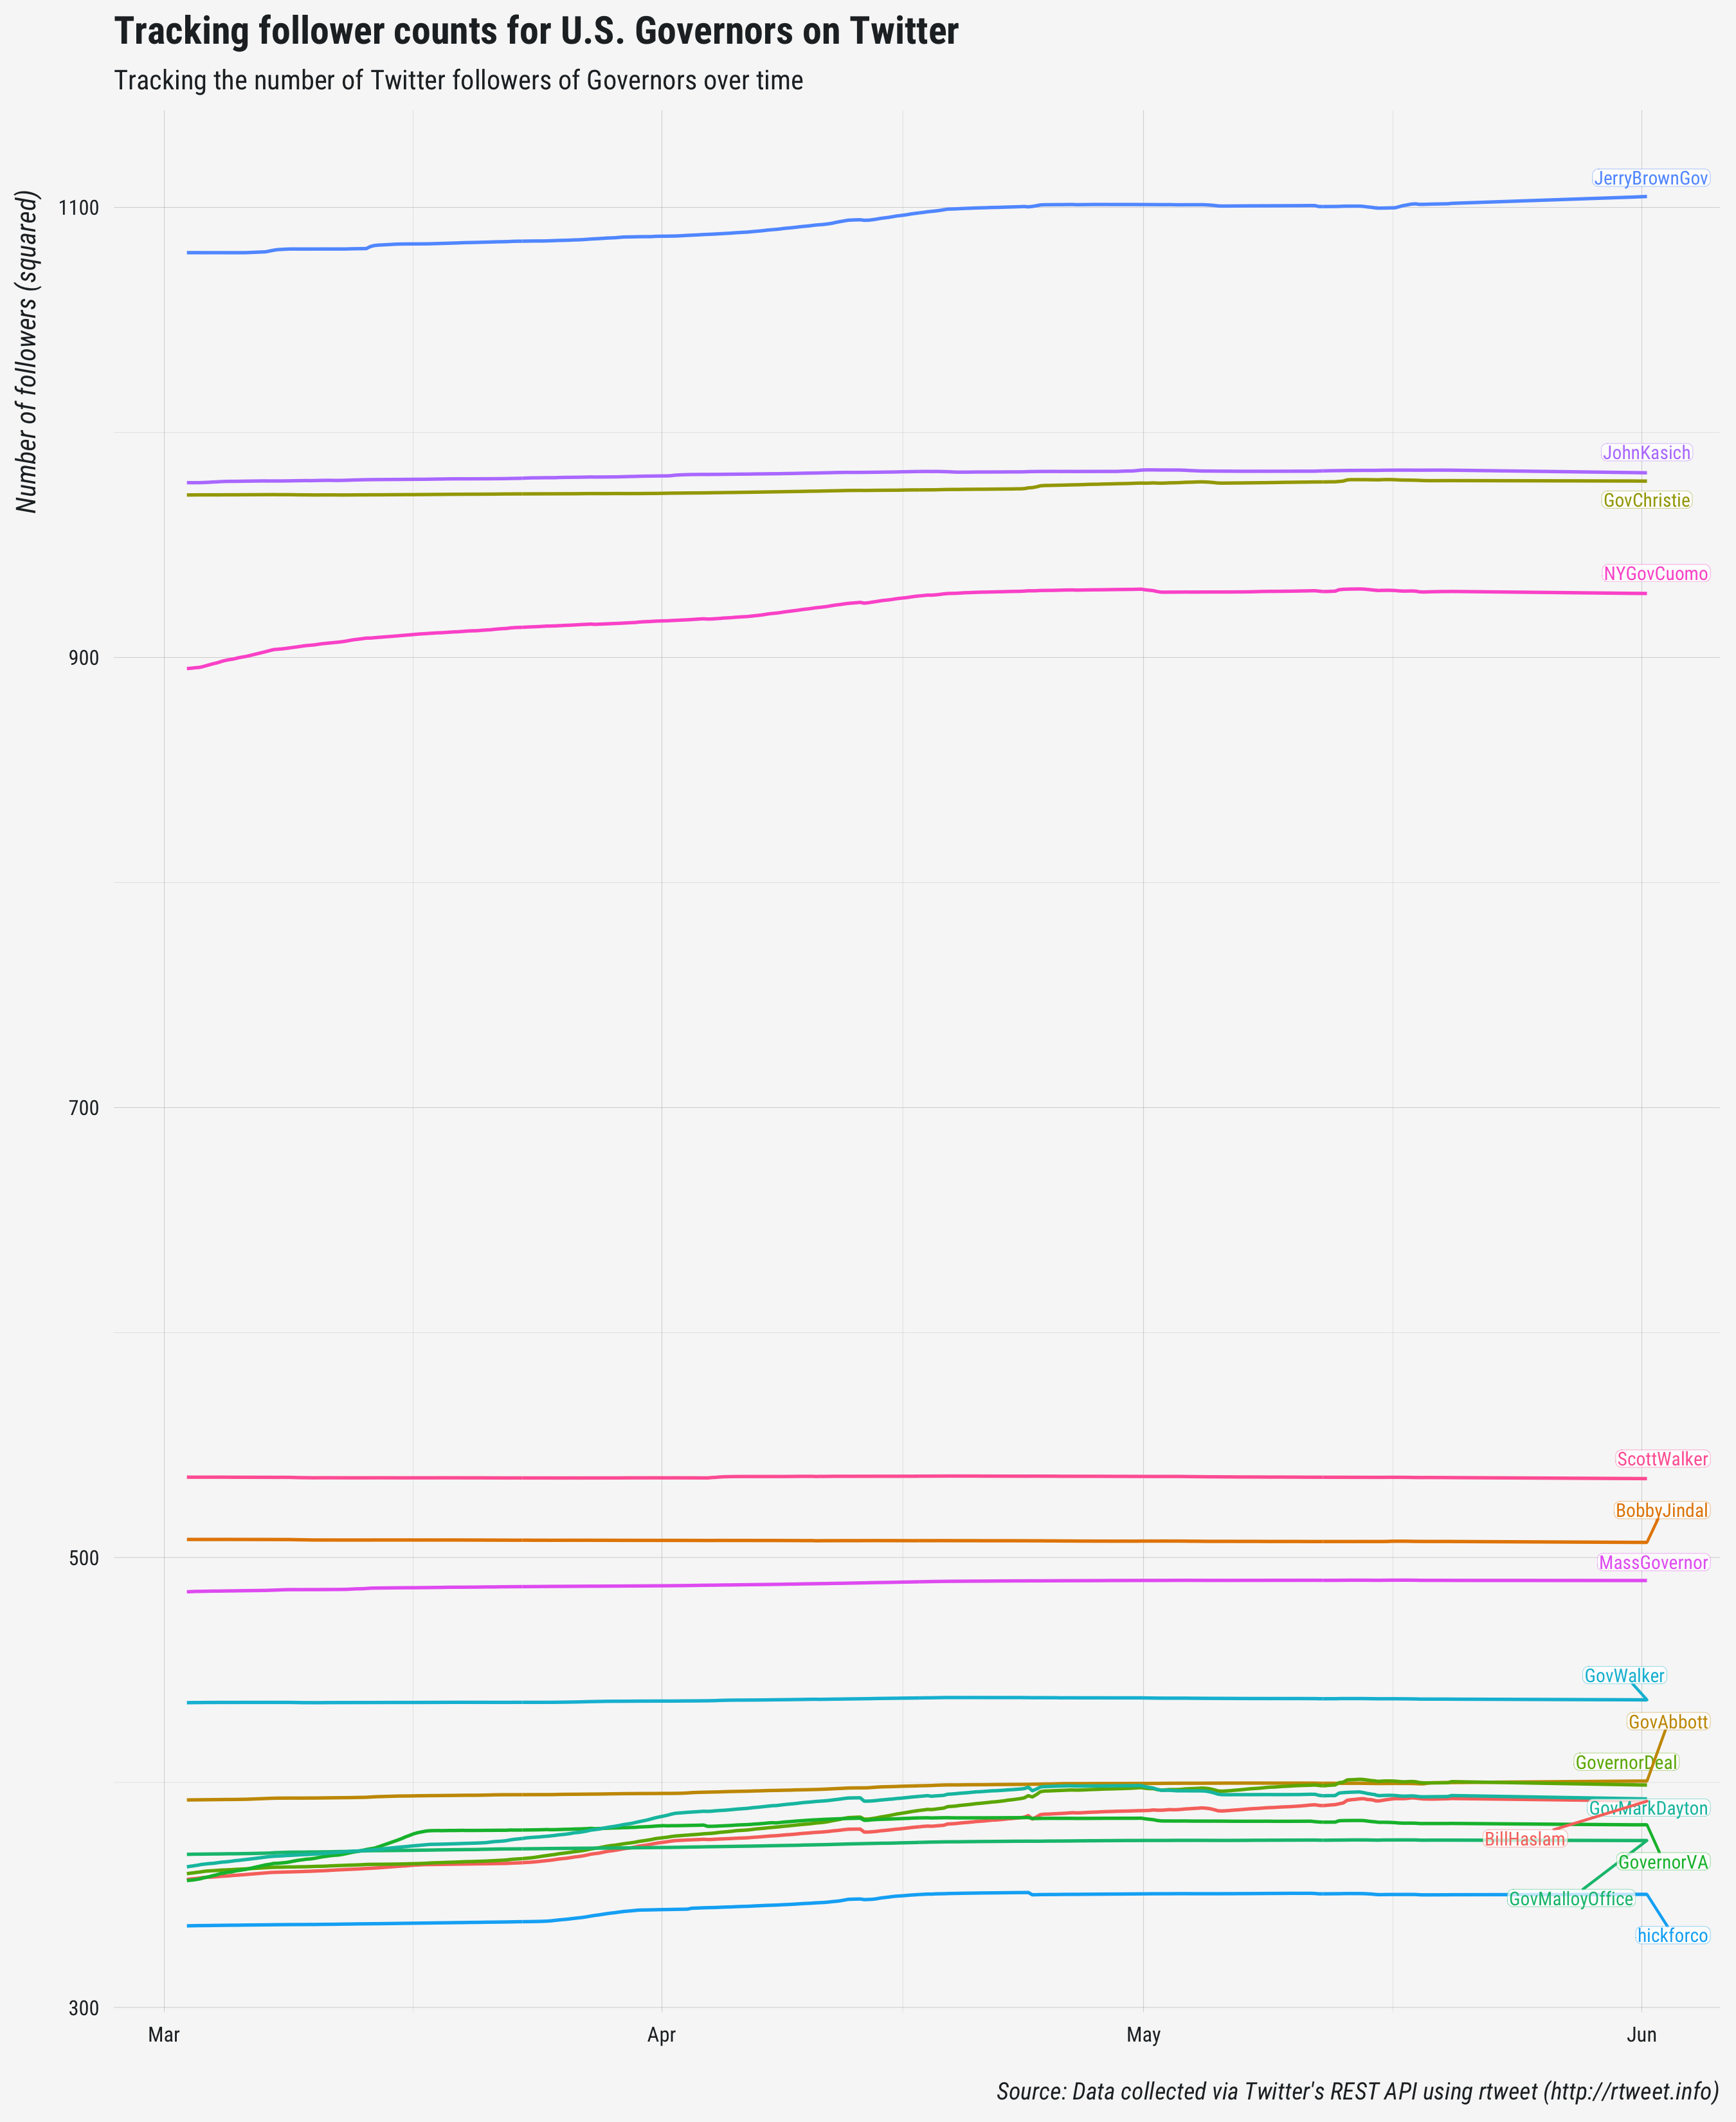 Tracking follower counts for U.S. Governors on Twitter
Tracking the number of Twitter followers of Governors over time
Number of followers (squared)
1100
900
700
500
300
JerryBrownGov
JohnKasich
GovChristie
NYGovCuomo
ScottWalker
BobbyJindal
MassGovernor
GovWalker
GovAbbott
GovernorDeal
GovMarkDayton
BillHaslam
GovernorVA
GovMalloyOffice
hickforco
Mar
Apr
May
Jun
Source: Data collected via Twitter's REST API using rtweet (http://rtweet.info)